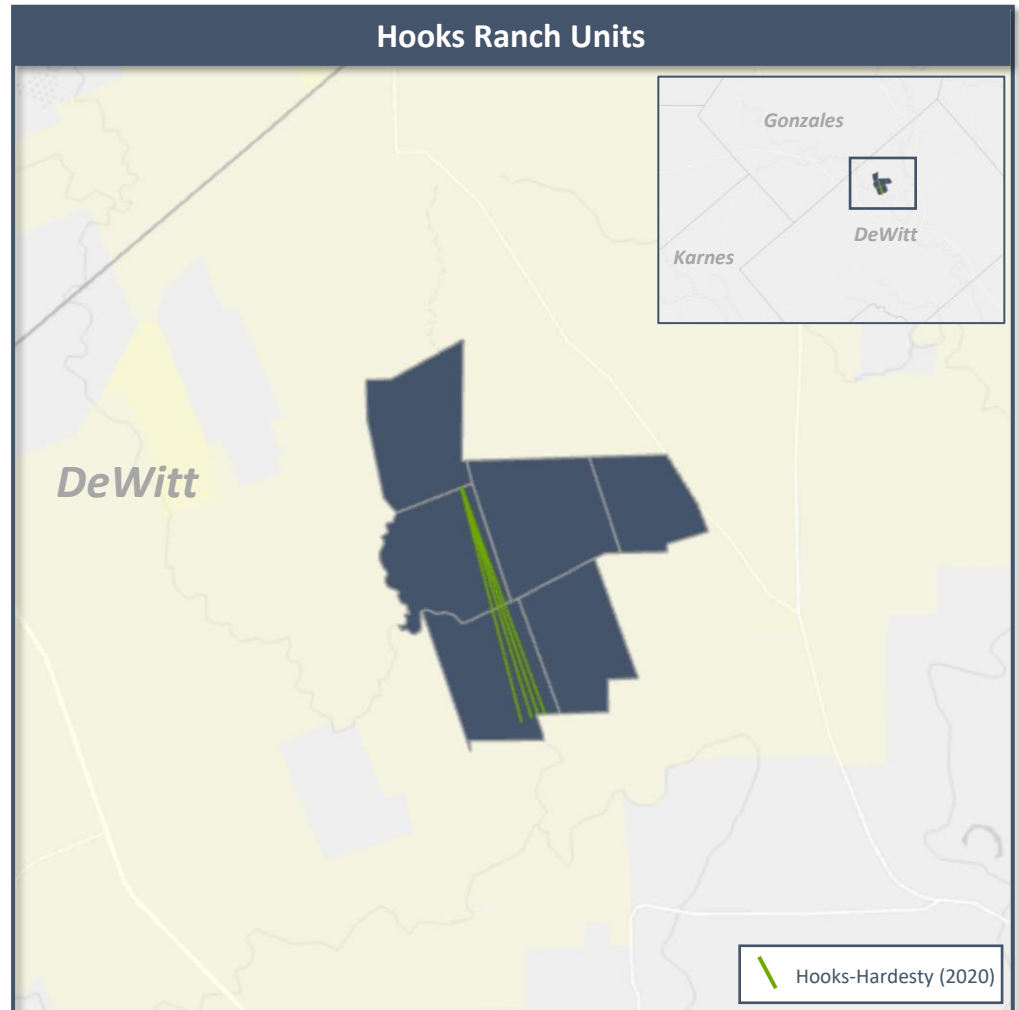 Hooks Ranch Units
Gonzales
DeWitt
Karnes
DeWitt
Hooks-Hardesty (2020)